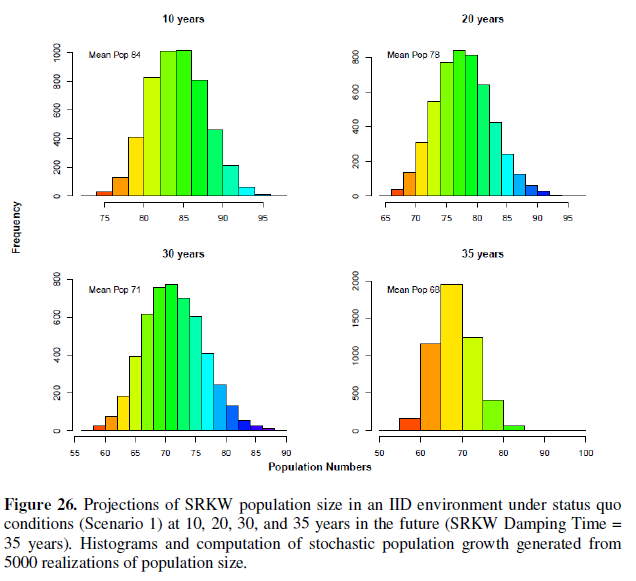 10 years
20 years
Mean Pop 84
Mean Pop 78
0 200 400 600 800 1000
0 200 400 600 800
75 80 85 90 95
65 70 75 80 85 90 95
Frequency
30 years
35 years
Mean Pop 71
Mean Pop 68
0 200 400 600 800
0 500 1000 1500 2000
55 60 65 70 75 80 85 90
50 60 70 80 90 100
Population Numbers
Figure 26. Projections of SRKW population size in an IID environment under status quo
conditions (Scenario 1) at 10, 20, 30, and 35 years in the future (SRKW Damping Time =
35 years). Histograms and computation of stochastic population growth generated from
5000 realizations of population size.